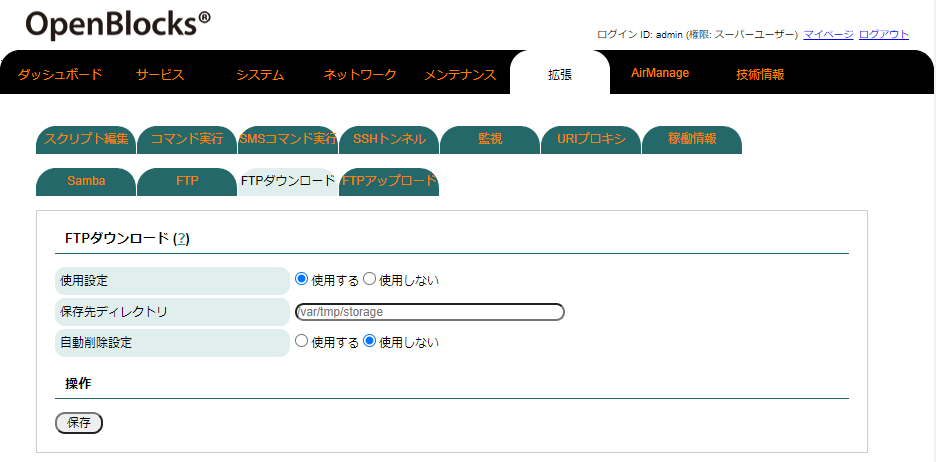 OpenBlocks®
ログイン ID: admin (権限: スーパーユーザー) マイページ ログアウト
ダッシュボード サービス システム ネットワーク メンテナンス 拡張 AirManage 技術情報
スクリプト編集 コマンド実行 SMSコマンド実行 SSHトンネル 監視 URIプロキシ 稼働情報
Samba FTP FTPダウンロード FTPアップロード
FTPダウンロード (?)
使用設定 使用する 使用しない
保存先ディレクトリ /var/tmp/storage
自動削除設定 使用する 使用しない
操作
保存